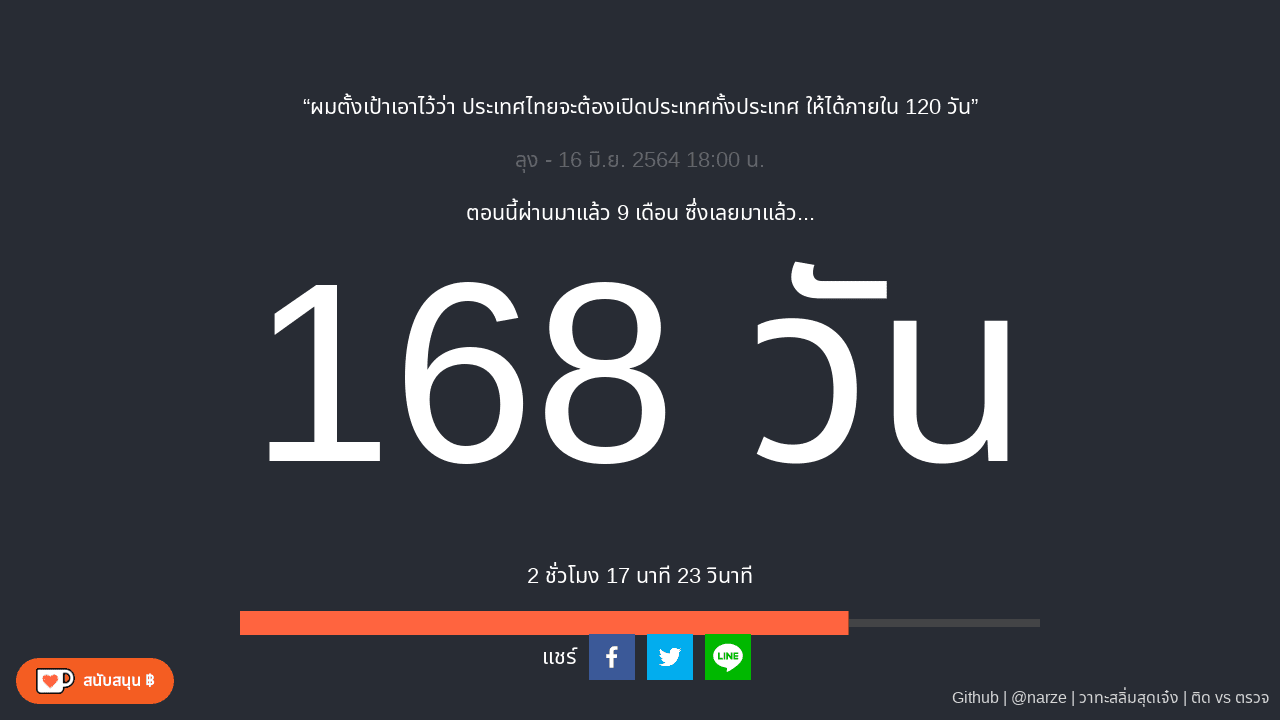 “ผมตั้งเป้าเอาไว้ว่า ประเทศไทยจะต้องเปิดประเทศทั้งประเทศ ให้ได้ภายใน 120 วัน”
ลุง - 16 มิ.ย. 2564 18:00 น.
ตอนนี้ผ่านมาแล้ว 9 เดือน ซึ่งเลยมาแล้ว...
168 วัน
2 ชั่วโมง 17 นาที 23 วินาที
แชร์
LINE
สนับสนุน ฿
Github | @narze | วาทะสลิ่มสุดเจ๋ง | ติด vs ตรวจ